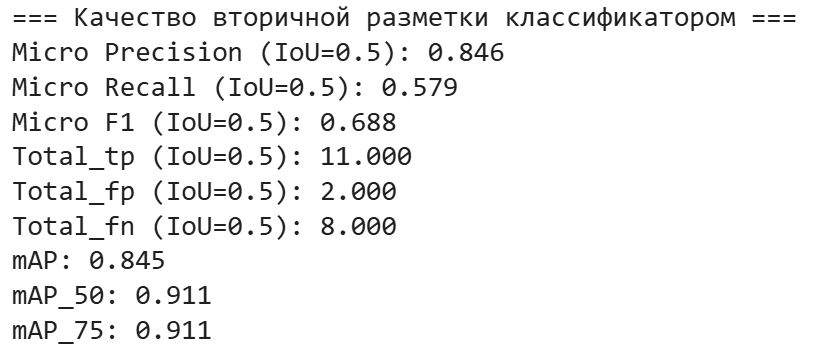 === Качество вторичной разметки классификатором ===
Micro Precision (IoU=0.5): 0.846
Micro Recall (IoU=0.5): 0.579
Micro F1 (IoU=0.5): 0.688
Total_tp (IoU=0.5): 11.000
Total_fp (IoU=0.5): 2.000
Total_fn (IoU=0.5): 8.000
mAP: 0.845
mAP_50: 0.911
mAP_75: 0.911